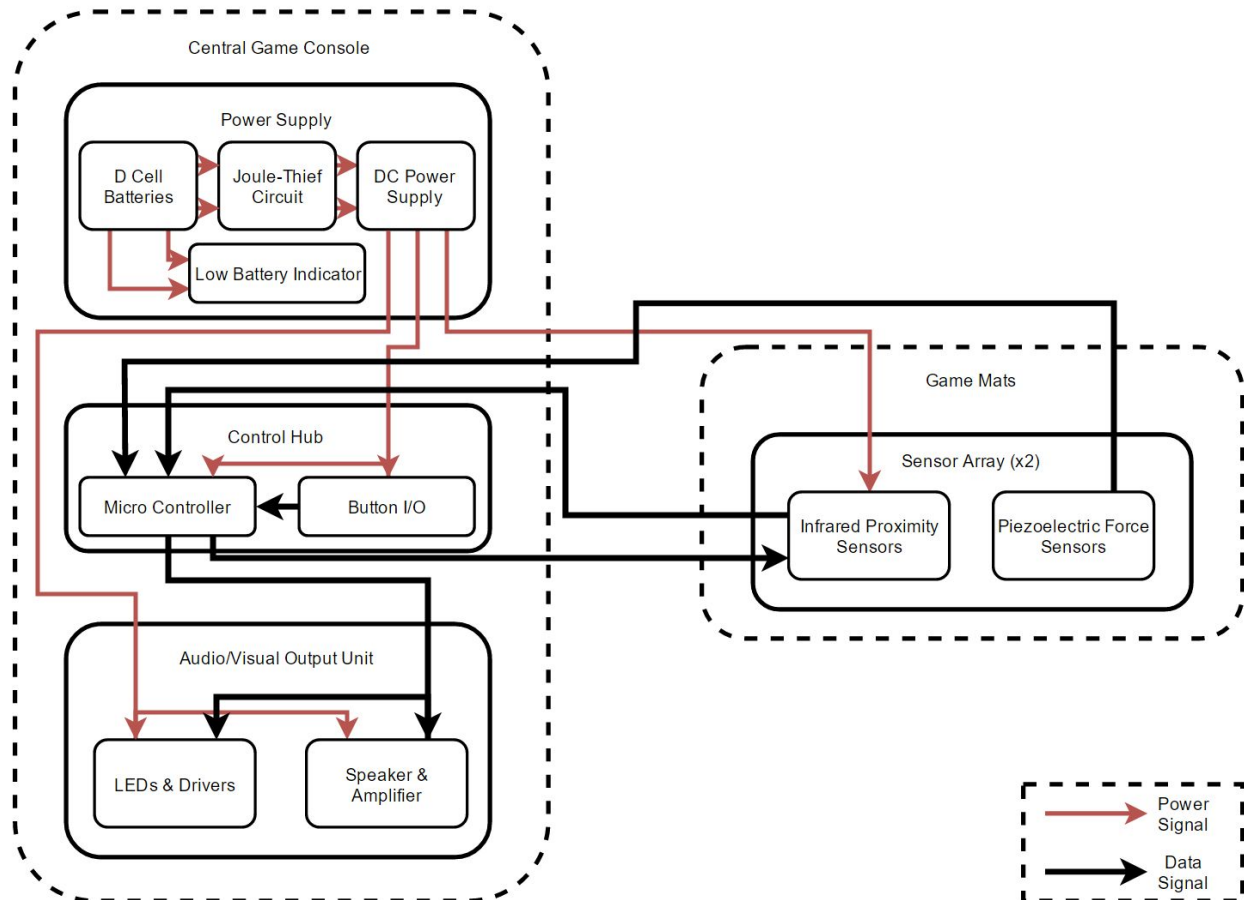 Central Game Console
Power Supply
D Cell
Batteries
Joule-Thief
Circuit
DC Power
Supply
Low Battery Indicator
Game Mats
Control Hub
Sensor Array (x2)
Micro Controller
Button I/O
Infrared Proximity
Sensors
Piezoelectric Force
Sensors
Audio/Visual Output Unit
LEDs & Drivers
Speaker &
Amplifier
Power
Signal
Data
Signal